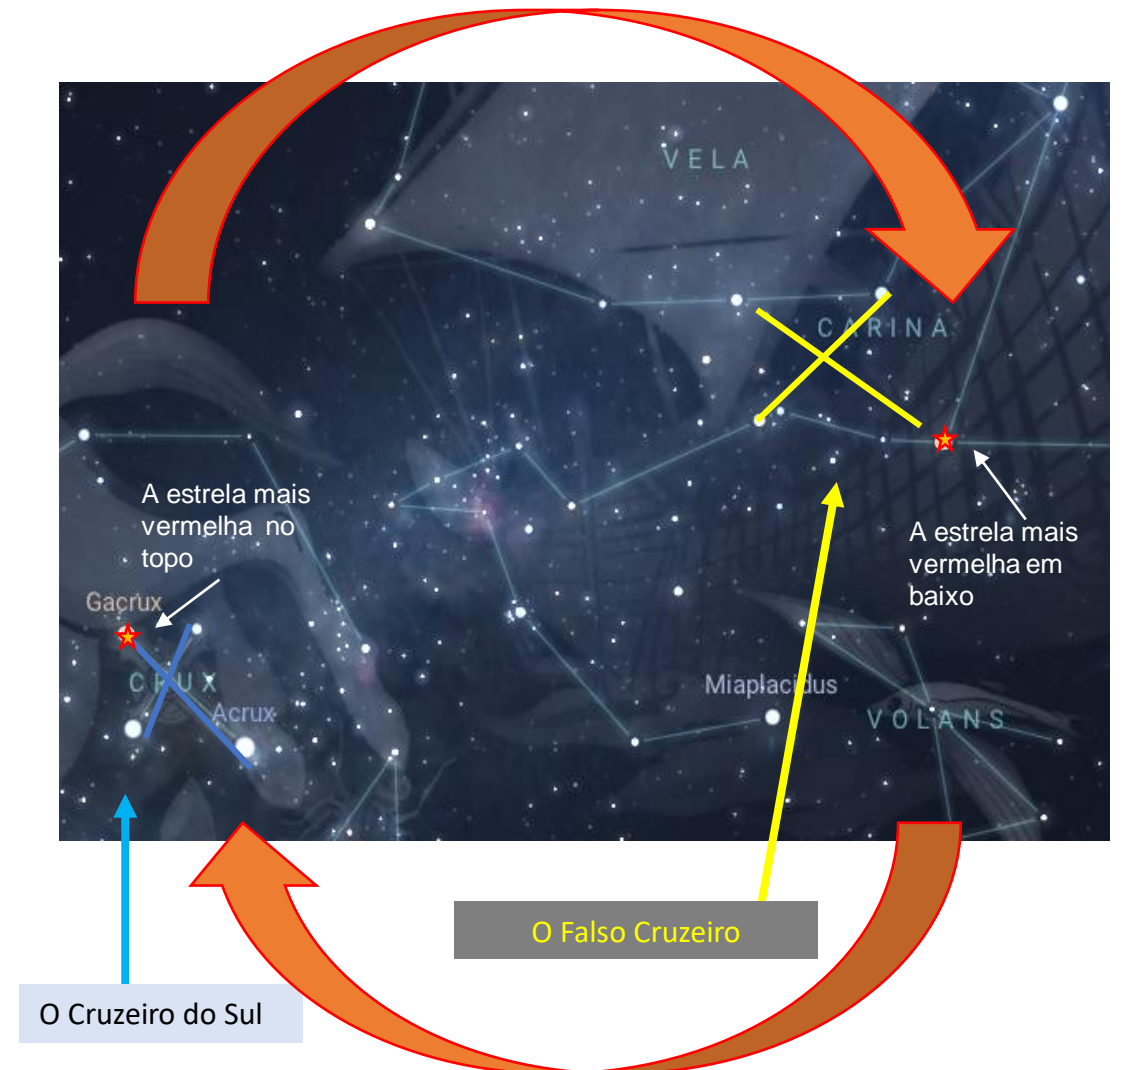 VELA
CARINA
A estrela mais
vermelha no
topo
A estrela mais
vermelha em
baixo
Gacrux
CRUX
Acrux
Miaplacidus
VOLANS
O Falso Cruzeiro
O Cruzeiro do Sul